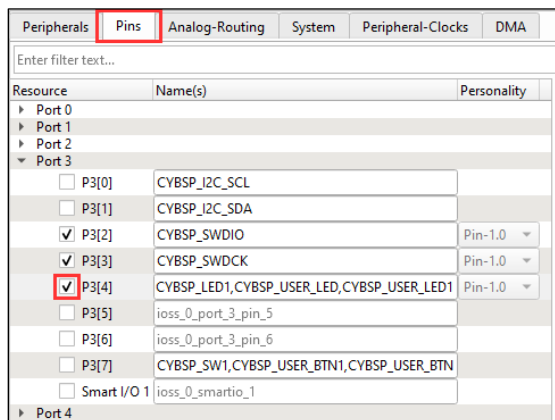 Peripherals Pins Analog-Routing System Peripheral-Clocks DMA
Enter filter text...
Resource Name(s) Personality
Port 0
Port 1
Port 2
Port 3
P3[0] CYBSP_I2C_SCL
P3[1] CYBSP_I2C_SDA
P3[2] CYBSP_SWDIO Pin-1.0
P3[3] CYBSP_SWDCK Pin-1.0
P3[4] CYBSP_LED1,CYBSP_USER_LED,CYBSP_USER_LED1 Pin-1.0
P3[5] ioss_0_port_3_pin_5
P3[6] ioss_0_port_3_pin_6
P3[7] CYBSP_SW1,CYBSP_USER_BTN1,CYBSP_USER_BTN
Smart I/O 1 ioss_0_smartio_1
Port 4